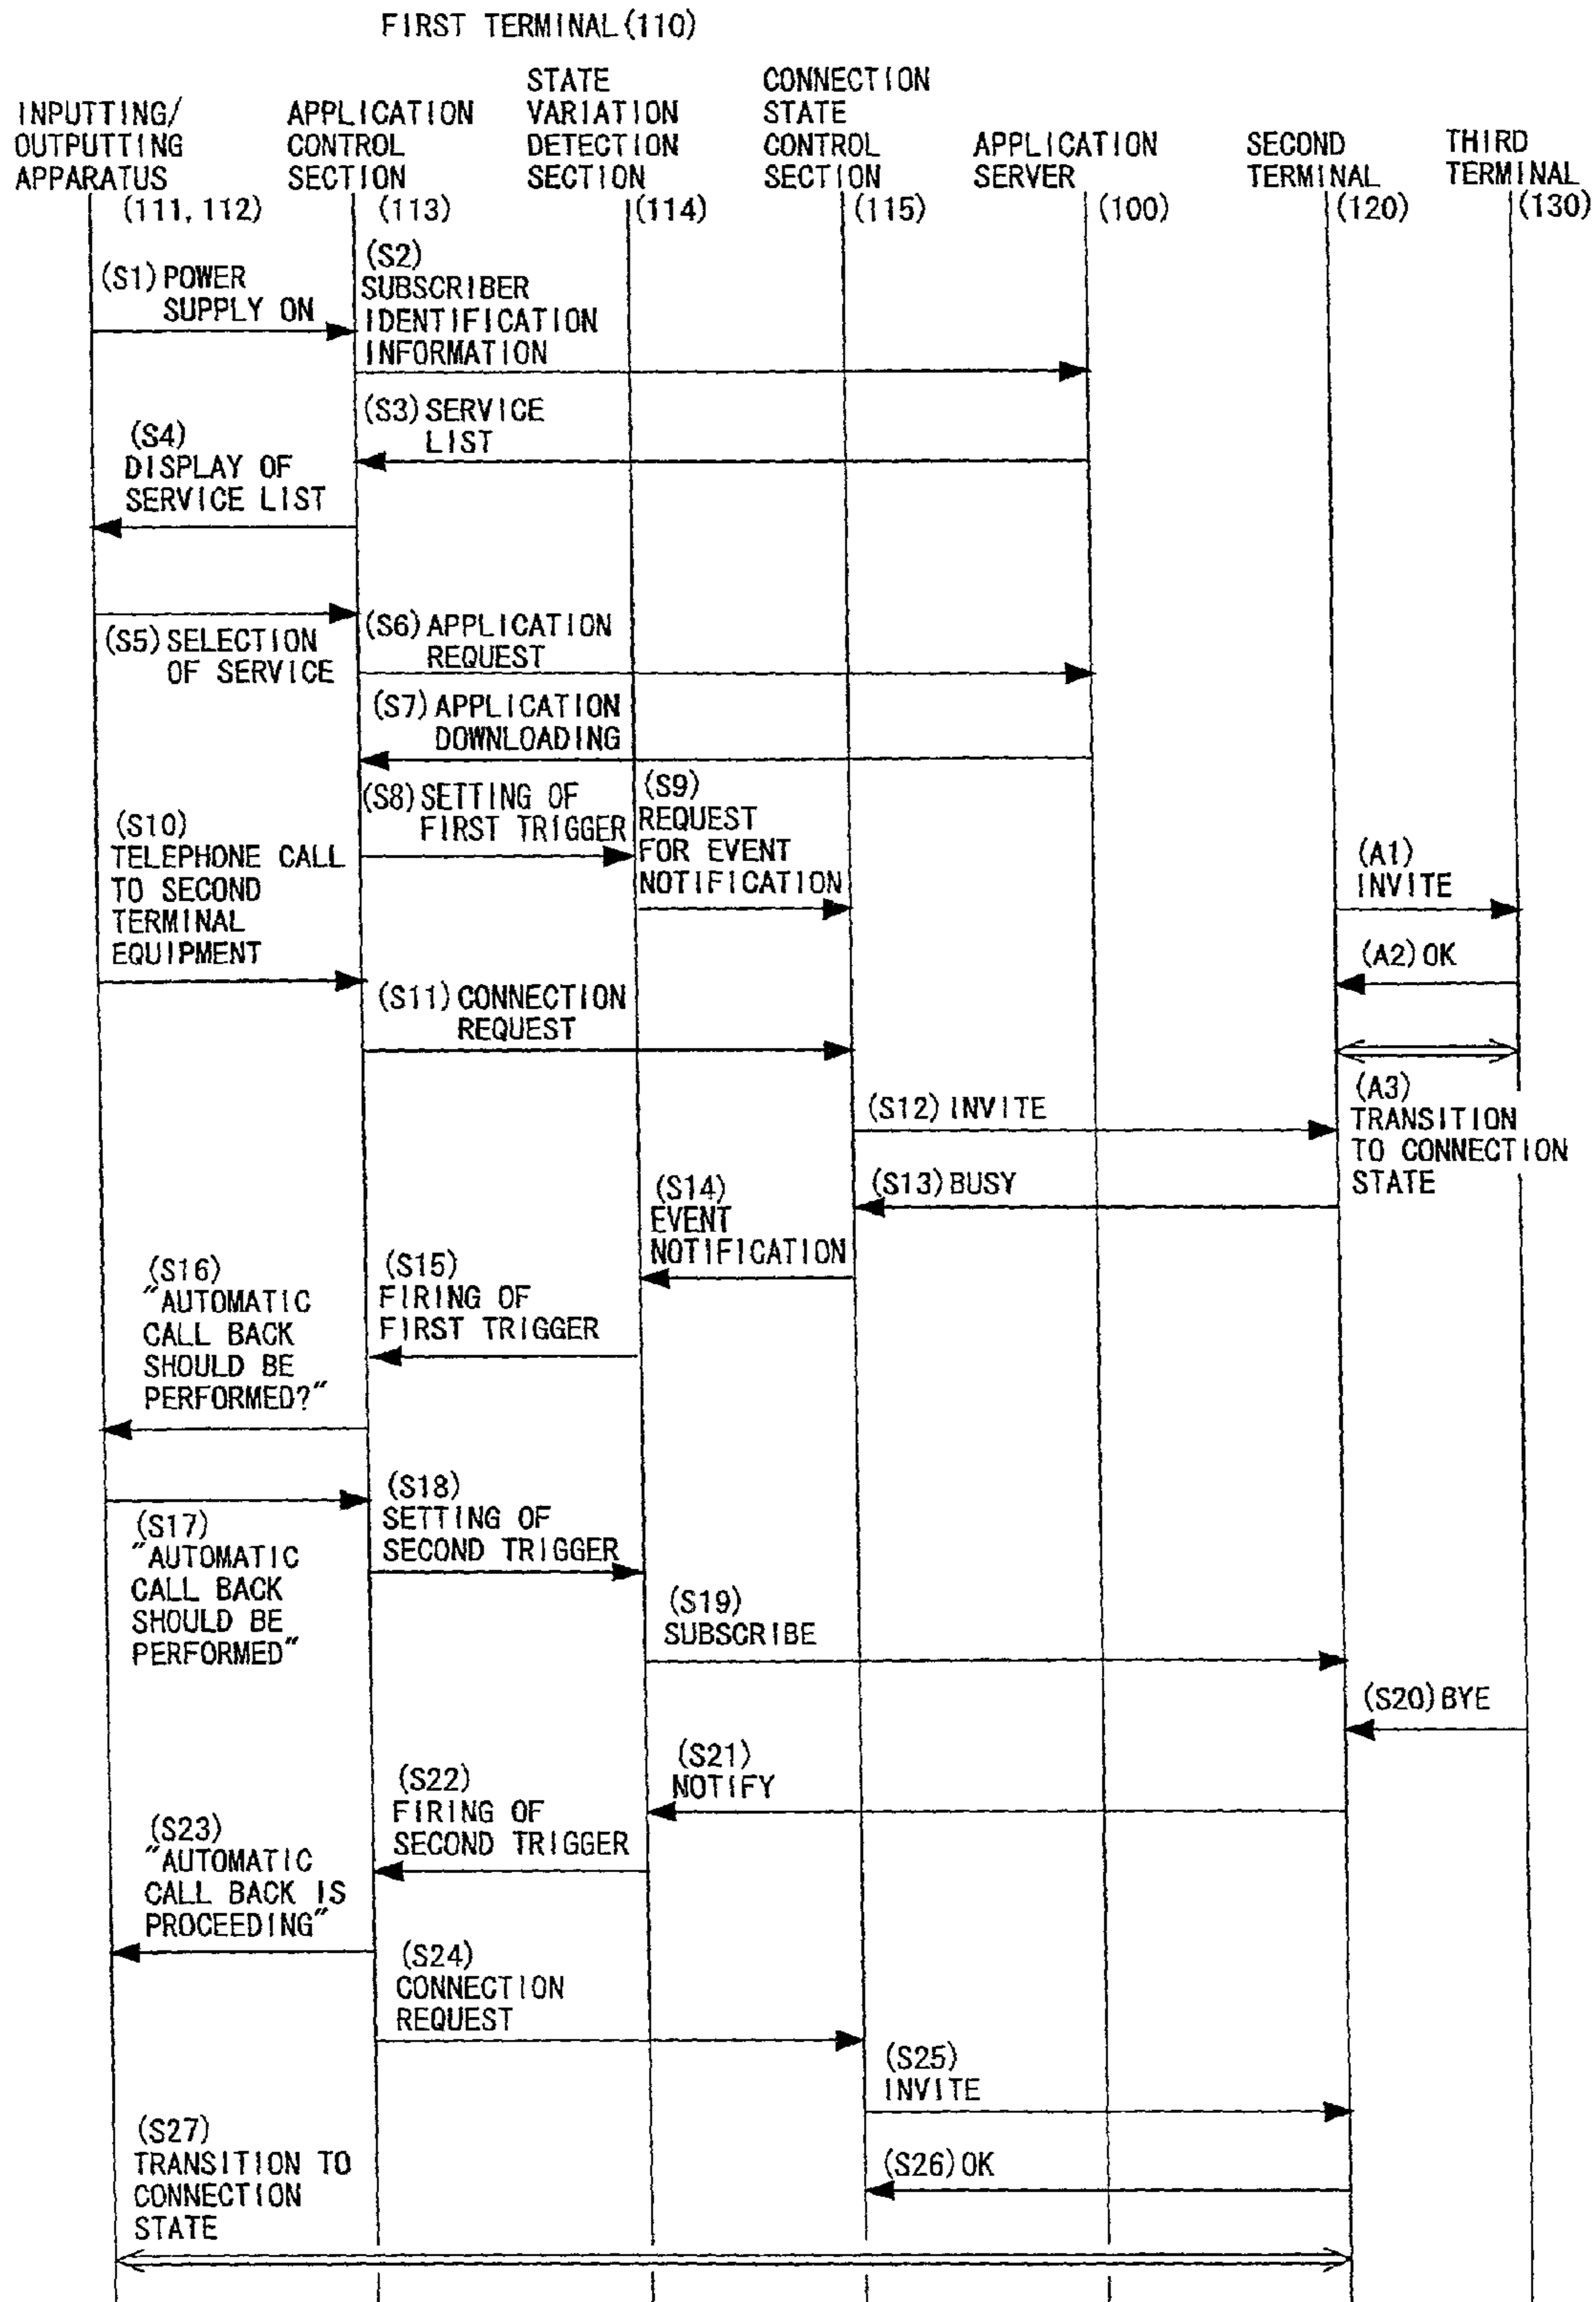 FIRST TERMINAL(110)
INPUTTING/
OUTPUTTING
APPARATUS
(111, 112)
APPLICATION
CONTROL
SECTION
(113)
STATE
VARIATION
DETECTION
SECTION
(114)
CONNECTION
STATE
CONTROL
SECTION
(115)
APPLICATION
SERVER
(100)
SECOND
TERMINAL
(120)
THIRD
TERMINAL
(130)
(S1)POWER
SUPPLY ON
(S2)
SUBSCRIBER
IDENTIFICATION
INFORMATION
(S3)SERVICE
LIST
(S4)
DISPLAY OF
SERVICE LIST
(S5)SELECTION
OF SERVICE
(S6)APPLICATION
REQUEST
(S7)APPLICATION
DOWNLOADING
(S8)SETTING OF
FIRST TRIGGER
(S9)
REQUEST
FOR EVENT
NOTIFICATION
(S10)
TELEPHONE CALL
TO SECOND
TERMINAL
EQUIPMENT
(A1)
INVITE
(A2)OK
(S11)CONNECTION
REQUEST
(A3)
TRANSITION
TO CONNECTION
STATE
(S12)INVITE
(S13)BUSY
(S14)
EVENT
NOTIFICATION
(S15)
FIRING OF
FIRST TRIGGER
(S16)
"AUTOMATIC
CALL BACK
SHOULD BE
PERFORMED?"
(S17)
"AUTOMATIC
CALL BACK
SHOULD BE
PERFORMED"
(S18)
SETTING OF
SECOND TRIGGER
(S19)
SUBSCRIBE
(S20)BYE
(S21)
NOTIFY
(S22)
FIRING OF
SECOND TRIGGER
(S23)
"AUTOMATIC
CALL BACK IS
PROCEEDING"
(S24)
CONNECTION
REQUEST
(S25)
INVITE
(S26)OK
(S27)
TRANSITION TO
CONNECTION
STATE